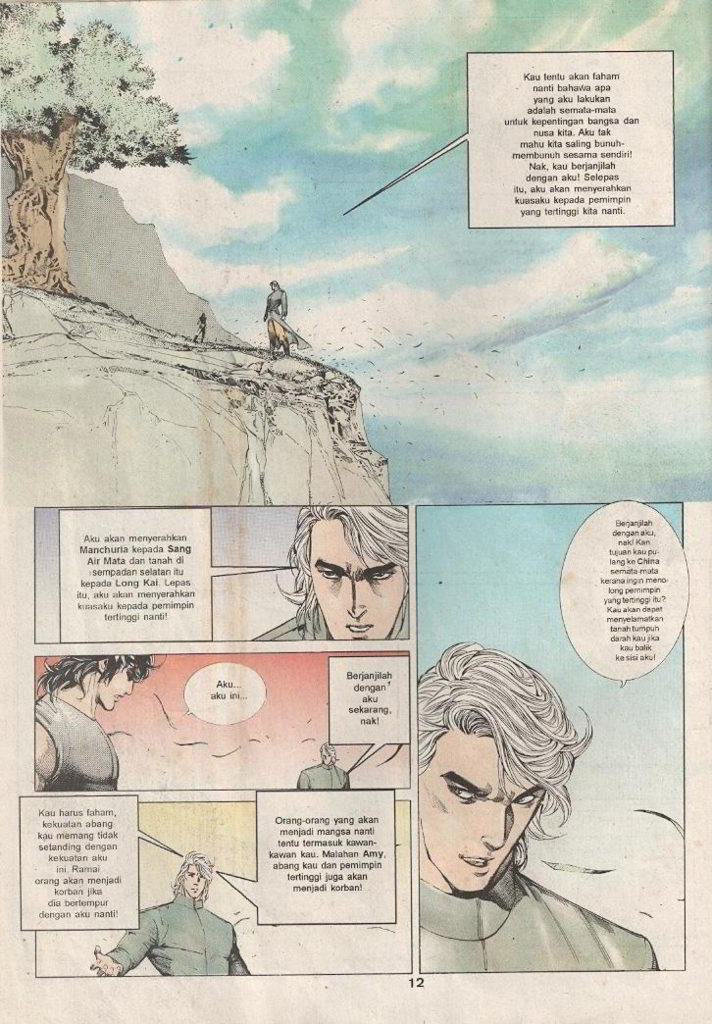 Kau tentu akan faham
nanti bahawa apa
yang aku lakukan
adalah semata-mata
untuk kepentingan bangsa dan
nusa kita. Aku tak
mahu kita saling bunuh-
membunuh sesama sendiri!
Nak, kau berjanjilah
dengan aku! Selepas
itu, aku akan menyerahkan
kuasaku kepada pemimpin
yang tertinggi kita nanti.
Aku akan menyerahkan
Manchuria kepada Sang
Air Mata dan tanah di
sempadan selatan itu
kepada Long Kai. Lepas
itu, aku akan menyerahkan
kuasaku kepada pemimpin
tertinggi nanti!
Berjanjilah
dengan aku,
nak! Kan
tujuan kau pu-
lang ke China
semata-mata
kerana ingin meno-
long pemimpin
yang tertinggi itu?
Kau akan dapat
menyelamatkan
tanah tumpuh
darah kau jika
kau balik
ke sisi aku!
Aku...
aku ini...
Berjanjilah
dengan
aku
sekarang,
nak!
Kau harus faham,
kekuatan abang
kau memang tidak
setanding dengan
kekuatan aku
ini. Ramai
orang akan menjadi
korban jika
dia bertempur
dengan aku nanti!
Orang-orang yang akan
menjadi mangsa nanti
tentu termasuk kawan-
kawan kau. Malahan Amy,
abang kau dan pemimpin
tertinggi juga akan
menjadi korban!
12